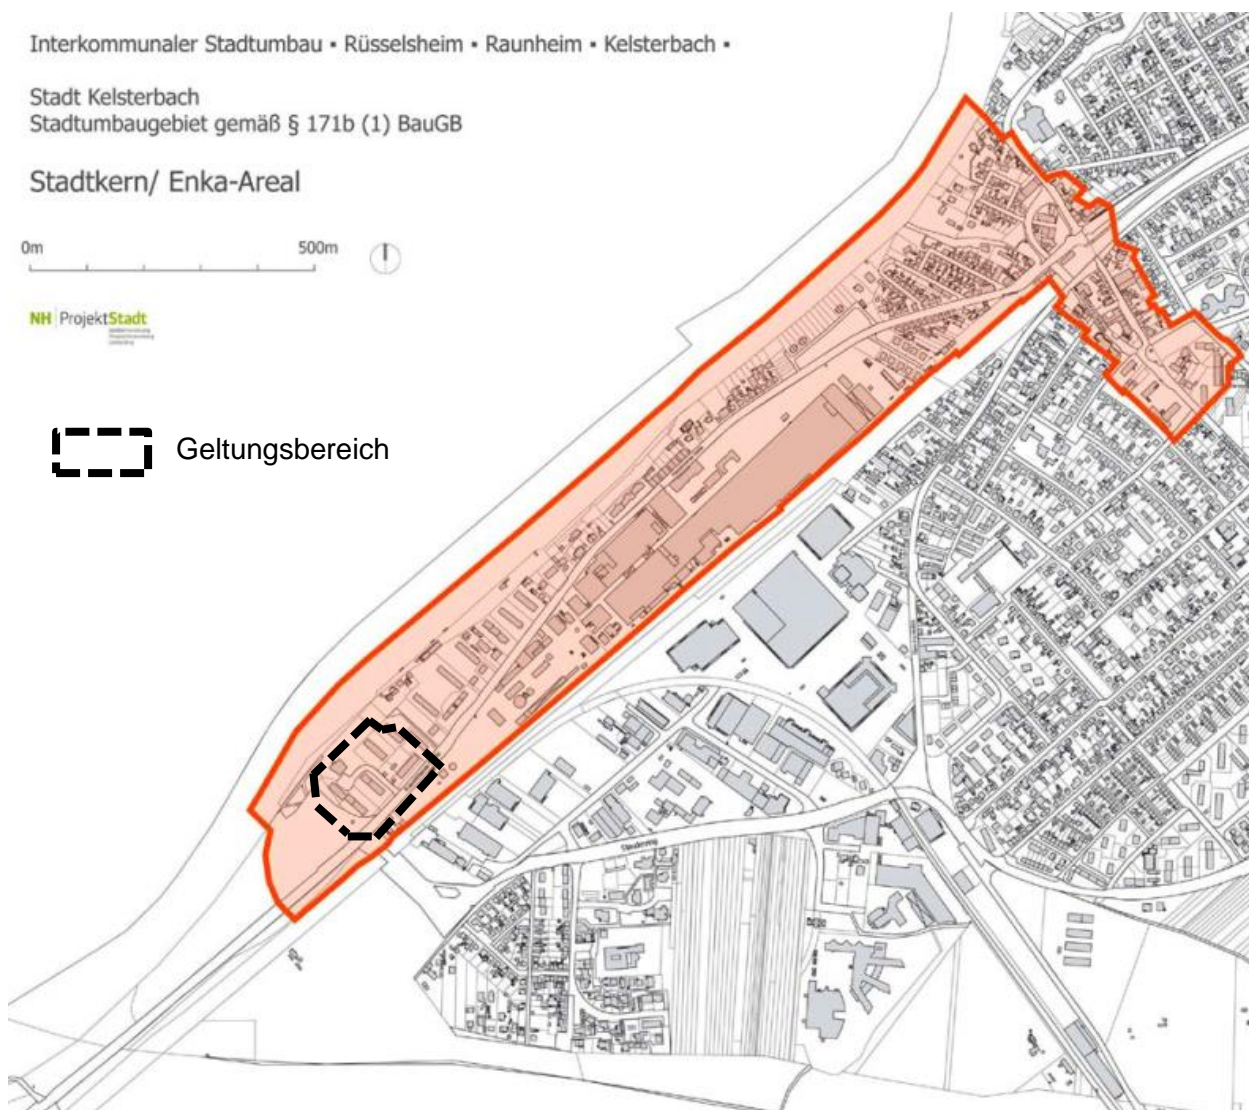 Interkommunaler Stadtumbau ▪ Rüsselsheim ▪ Raunheim ▪ Kelsterbach ▪
Stadt Kelsterbach
Stadtumbaugebiet gemäß § 171b (1) BauGB
Stadtkern/ Enka-Areal
0m 500m
NH ProjektStadt
Geltungsbereich